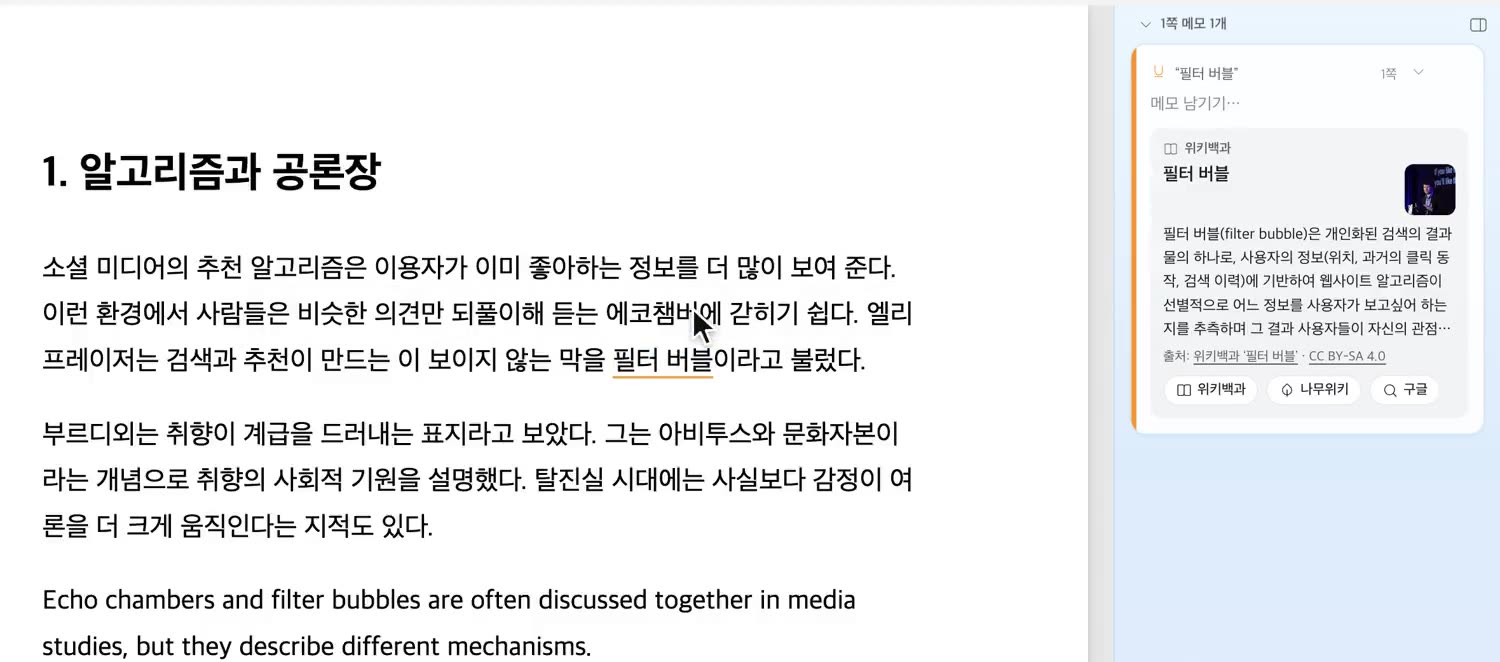 1. 알고리즘과 공론장
소셜 미디어의 추천 알고리즘은 이용자가 이미 좋아하는 정보를 더 많이 보여 준다.
이런 환경에서 사람들은 비슷한 의견만 되풀이해 듣는 에코챔버에 갇히기 쉽다. 엘리
프레이저는 검색과 추천이 만드는 이 보이지 않는 막을 필터 버블이라고 불렀다.
부르디외는 취향이 계급을 드러내는 표지라고 보았다. 그는 아비투스와 문화자본이
라는 개념으로 취향의 사회적 기원을 설명했다. 탈진실 시대에는 사실보다 감정이 여
론을 더 크게 움직인다는 지적도 있다.
Echo chambers and filter bubbles are often discussed together in media
studies, but they describe different mechanisms.
1쪽 메모 1개
“필터 버블”
1쪽
메모 남기기…
위키백과
필터 버블
필터 버블(filter bubble)은 개인화된 검색의 결과
물의 하나로, 사용자의 정보(위치, 과거의 클릭 동
작, 검색 이력)에 기반하여 웹사이트 알고리즘이
선별적으로 어느 정보를 사용자가 보고싶어 하는
지를 추측하며 그 결과 사용자들이 자신의 관점…
출처: 위키백과 ‘필터 버블’ · CC BY-SA 4.0
위키백과
나무위키
구글